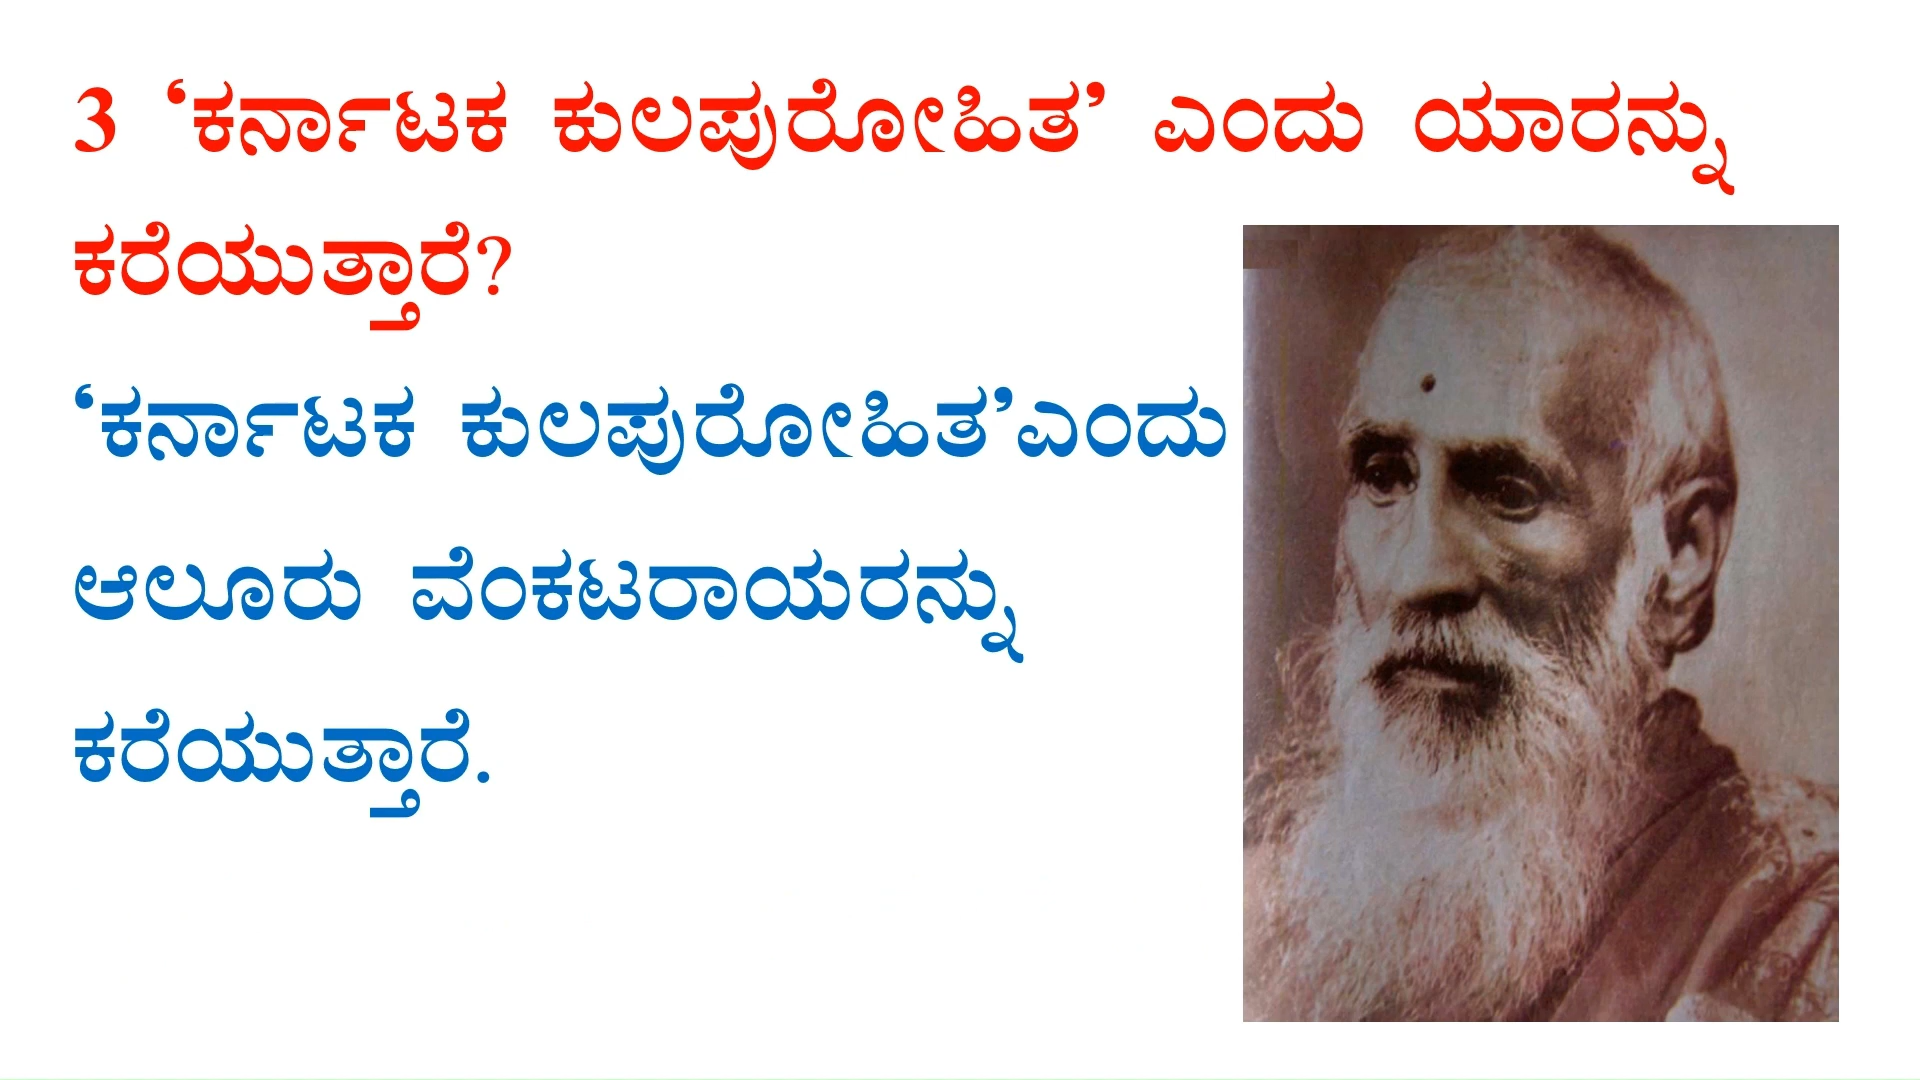 3 ‘ಕರ್ನಾಟಕ ಕುಲಪುರೋಹಿತ’ ಎಂದು ಯಾರನ್ನು
ಕರೆಯುತ್ತಾರೆ?
‘ಕರ್ನಾಟಕ ಕುಲಪುರೋಹಿತ’ಎಂದು
ಆಲೂರು ವೆಂಕಟರಾಯರನ್ನು
ಕರೆಯುತ್ತಾರೆ.